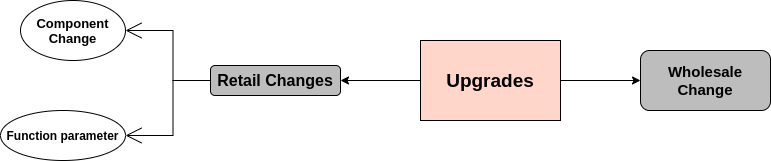 Component
Change
Function parameter
Retail Changes
Upgrades
Wholesale
Change